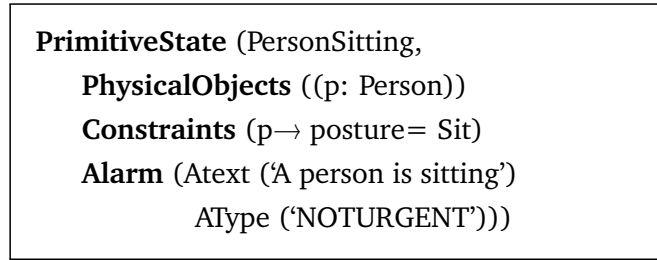 PrimitiveState (PersonSitting,
PhysicalObjects ((p: Person))
Constraints (p→ posture= Sit)
Alarm (Atext (‘A person is sitting’)
AType (‘NOTURGENT’)))